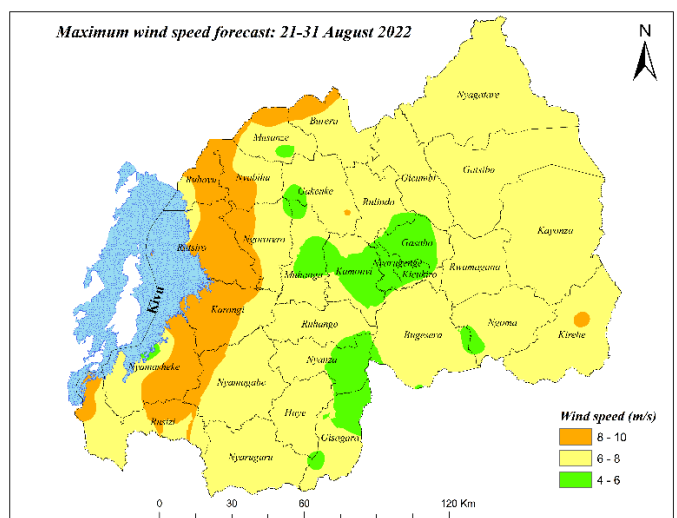 Maximum wind speed forecast: 21-31 August 2022
N
Nyagatare
Burera
Musanze
Rubavu
Nyabihu
Gakenke
Gicumbi
Gatsibo
Rulindo
Kayonza
Rutsiro
Ngororero
Gasabo
Muhanga
Kamonyi
Nyarugenge
Kicukiro
Rwamagana
Kivu
Karongi
Ruhango
Bugesera
Ngoma
Kirehe
Nyamasheke
Nyanza
Nyamagabe
Huye
Rusizi
Gisagara
Nyaruguru
Wind speed (m/s)
8 - 10
6 - 8
4 - 6
0 30 60 120 Km